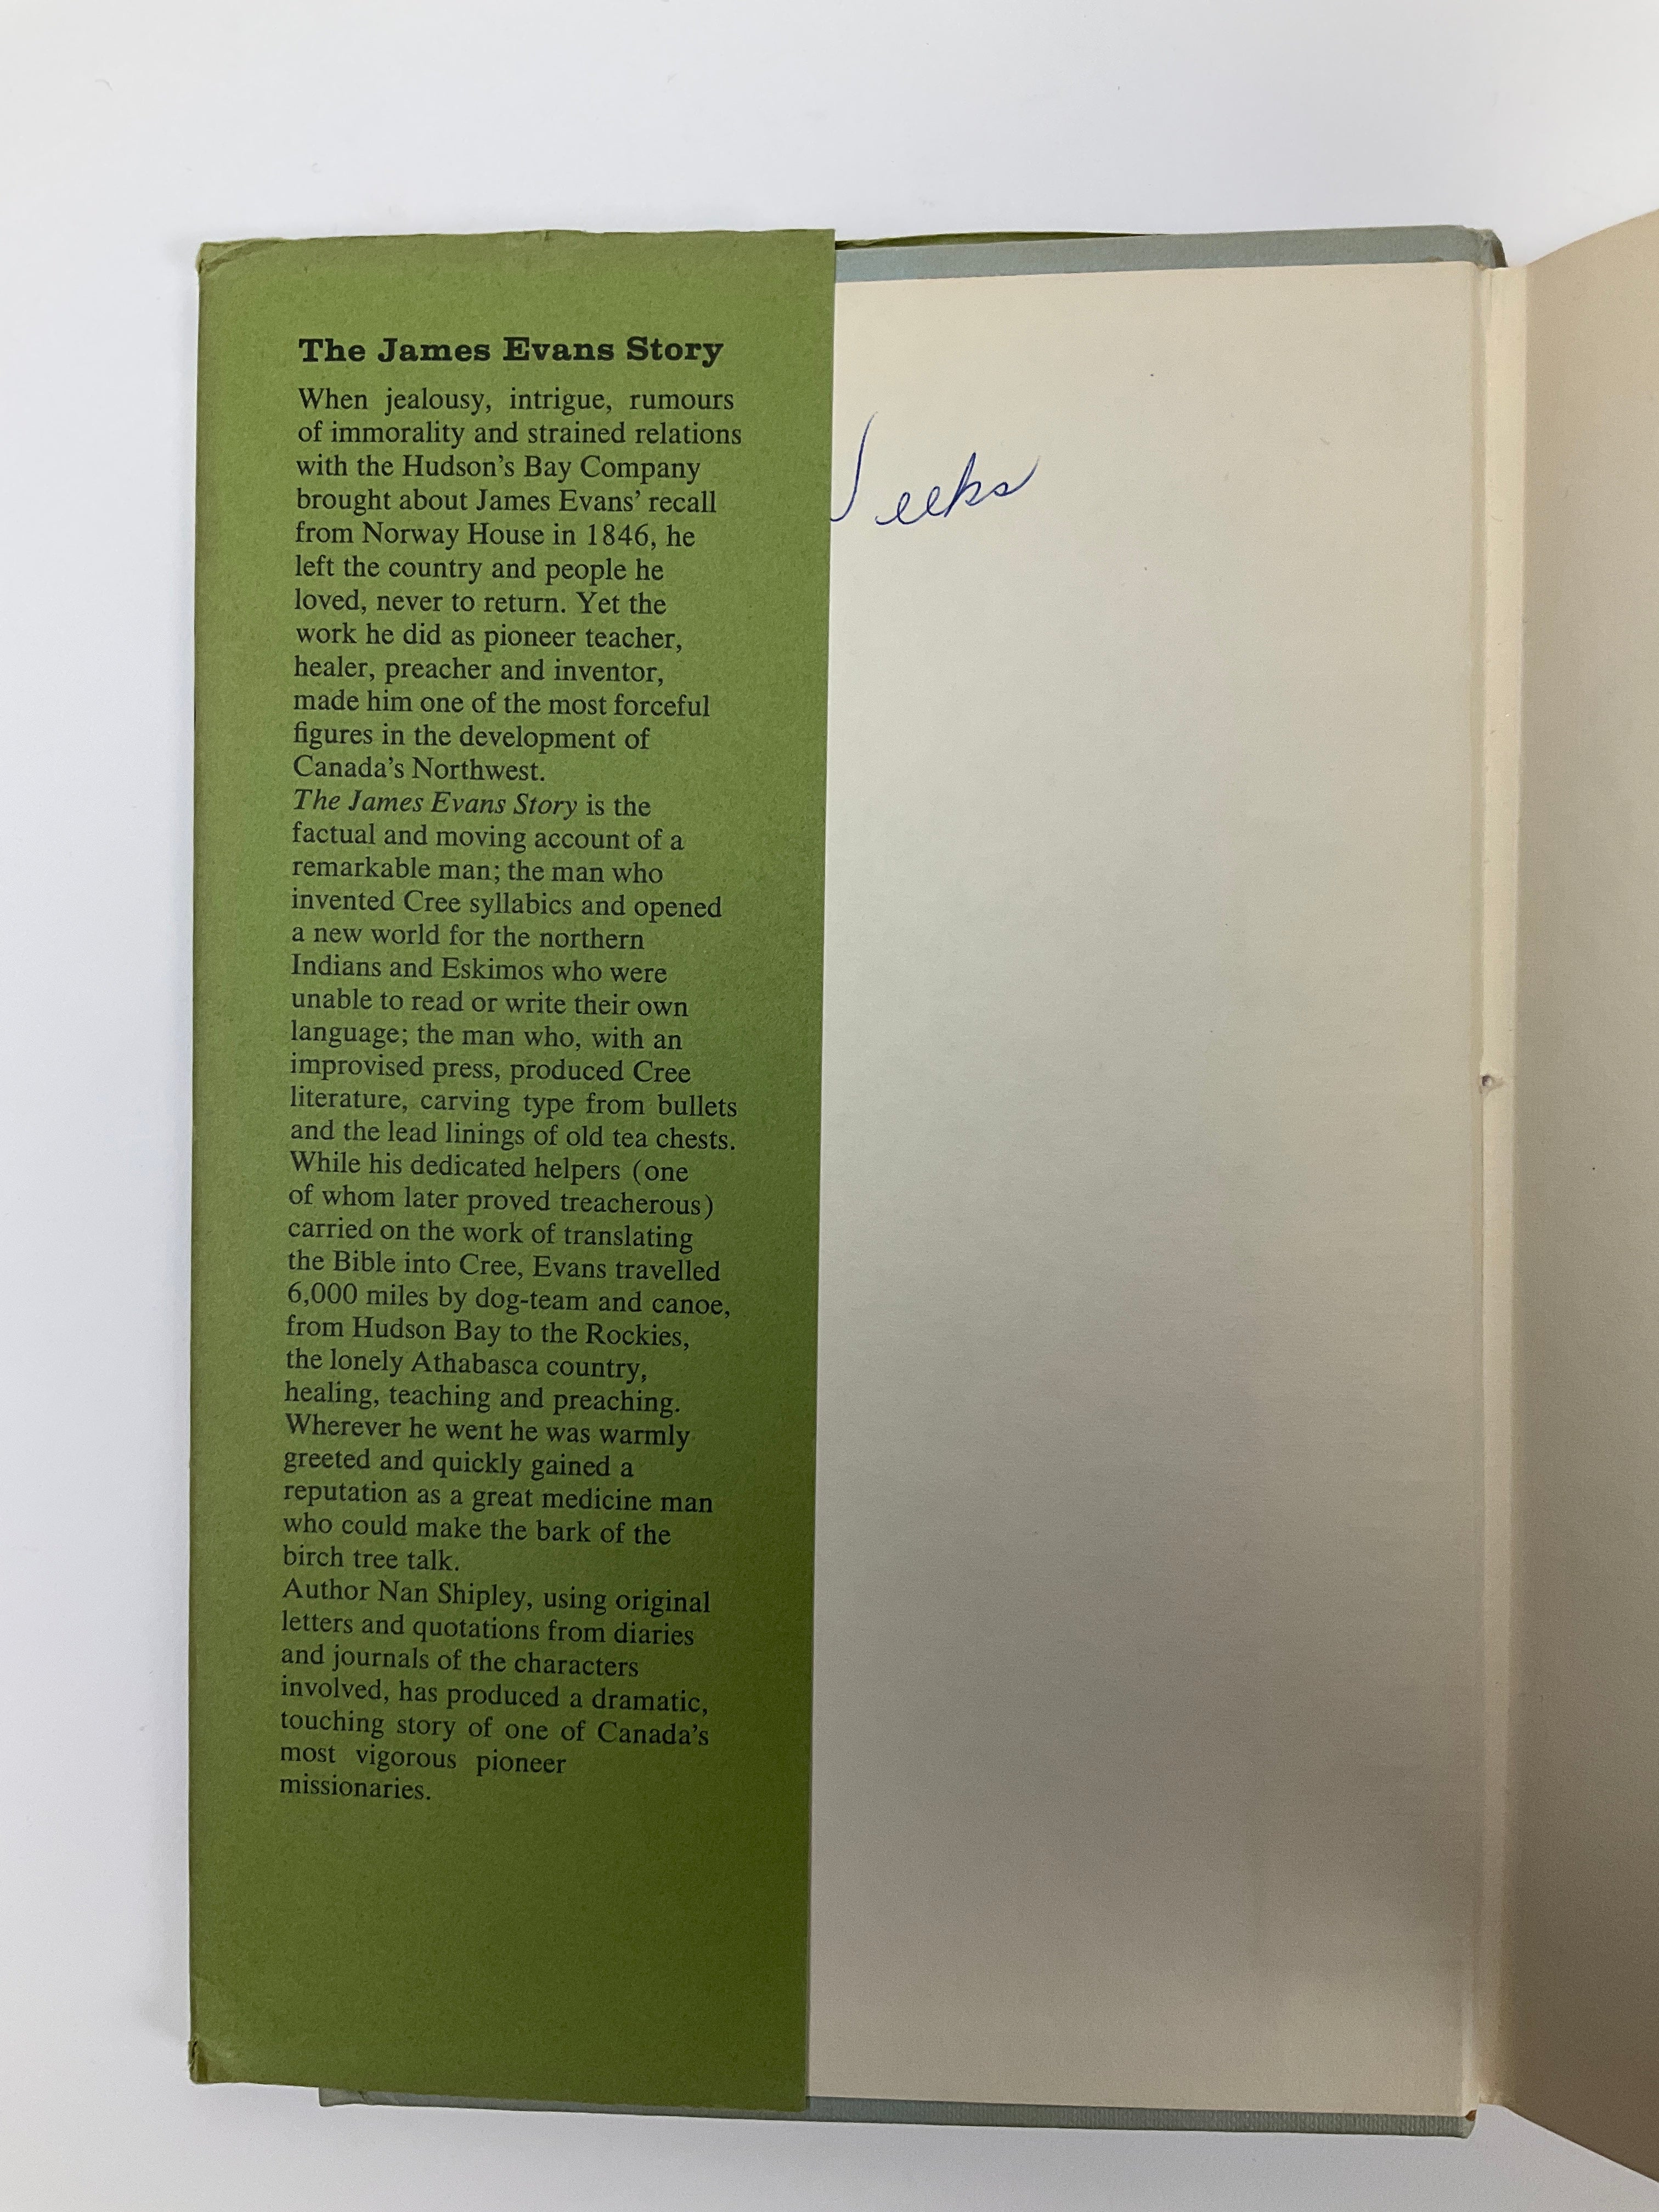 The James Evans Story
When jealousy, intrigue, rumours
of immorality and strained relations
with the Hudson's Bay Company
brought about James Evans' recall
from Norway House in 1846, he
left the country and people he
loved, never to return. Yet the
work he did as pioneer teacher,
healer, preacher and inventor,
made him one of the most forceful
figures in the development of
Canada's Northwest.
The James Evans Story is the
factual and moving account of a
remarkable man; the man who
invented Cree syllabics and opened
a new world for the northern
Indians and Eskimos who were
unable to read or write their own
language; the man who, with an
improvised press, produced Cree
literature, carving type from bullets
and the lead linings of old tea chests.
While his dedicated helpers (one
of whom later proved treacherous)
carried on the work of translating
the Bible into Cree, Evans travelled
6,000 miles by dog-team and canoe,
from Hudson Bay to the Rockies,
the lonely Athabasca country,
healing, teaching and preaching.
Wherever he went he was warmly
greeted and quickly gained a
reputation as a great medicine man
who could make the bark of the
birch tree talk.
Author Nan Shipley, using original
letters and quotations from diaries
and journals of the characters
involved, has produced a dramatic,
touching story of one of Canada's
most vigorous pioneer
missionaries.